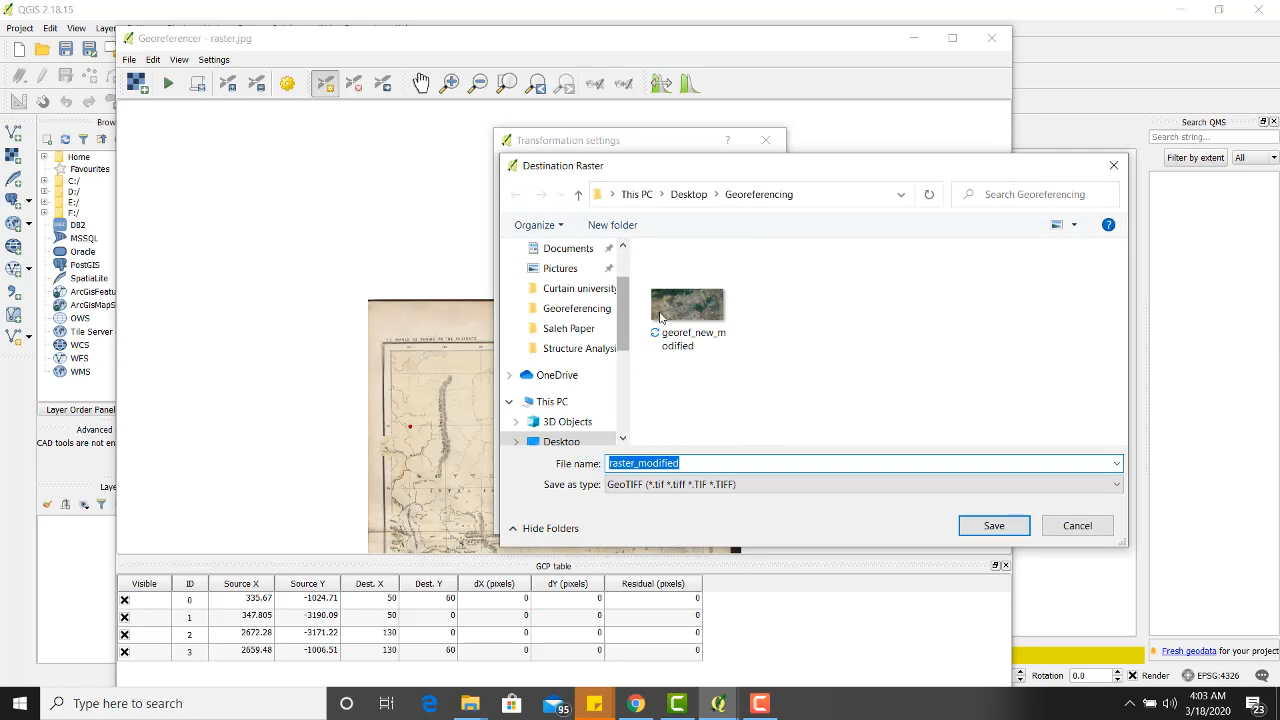 QGIS 2.18.15
Project Edit View Layer
Georeferencer - raster.jpg
File Edit View Settings
Transformation settings
?
Destination Raster
This PC > Desktop > Georeferencing
Search Georeferencing
Organize
New folder
Documents
Pictures
Curtain university
Georeferencing
Saleh Paper
Structure Analysi
OneDrive
This PC
3D Objects
Desktop
georef_new_m
odified
File name: raster_modified
Save as type: GeoTIFF (*.tif *.tiff *.TIF *.TIFF)
Hide Folders
Save
Cancel
Brow
Home
Favourites
C:/
D:/
E:/
F:/
DB2
MSSQL
Oracle
PostGIS
SpatiaLite
ArcGisFeatu
ArcGisMapS
OWS
Tile Server
WCS
WFS
WMS
Layer Order Panel
Advanced
CAD tools are not en
Laye
Search QMS
Search string...
Filter by extent
All
GCP table
Visible ID Source X Source Y Dest. X Dest. Y dX (pixels) dY (pixels) Residual (pixels)
0 335.67 -1024.71 50 60 0 0 0
1 347.805 -3190.09 50 0 0 0 0
2 2672.28 -3171.22 130 0 0 0 0
3 2659.48 -1006.51 130 60 0 0 0
Fresh geodata for your project
Rotation 0.0
Render
EPSG:4326
Type here to search
95
4:03 AM
3/18/2020
23